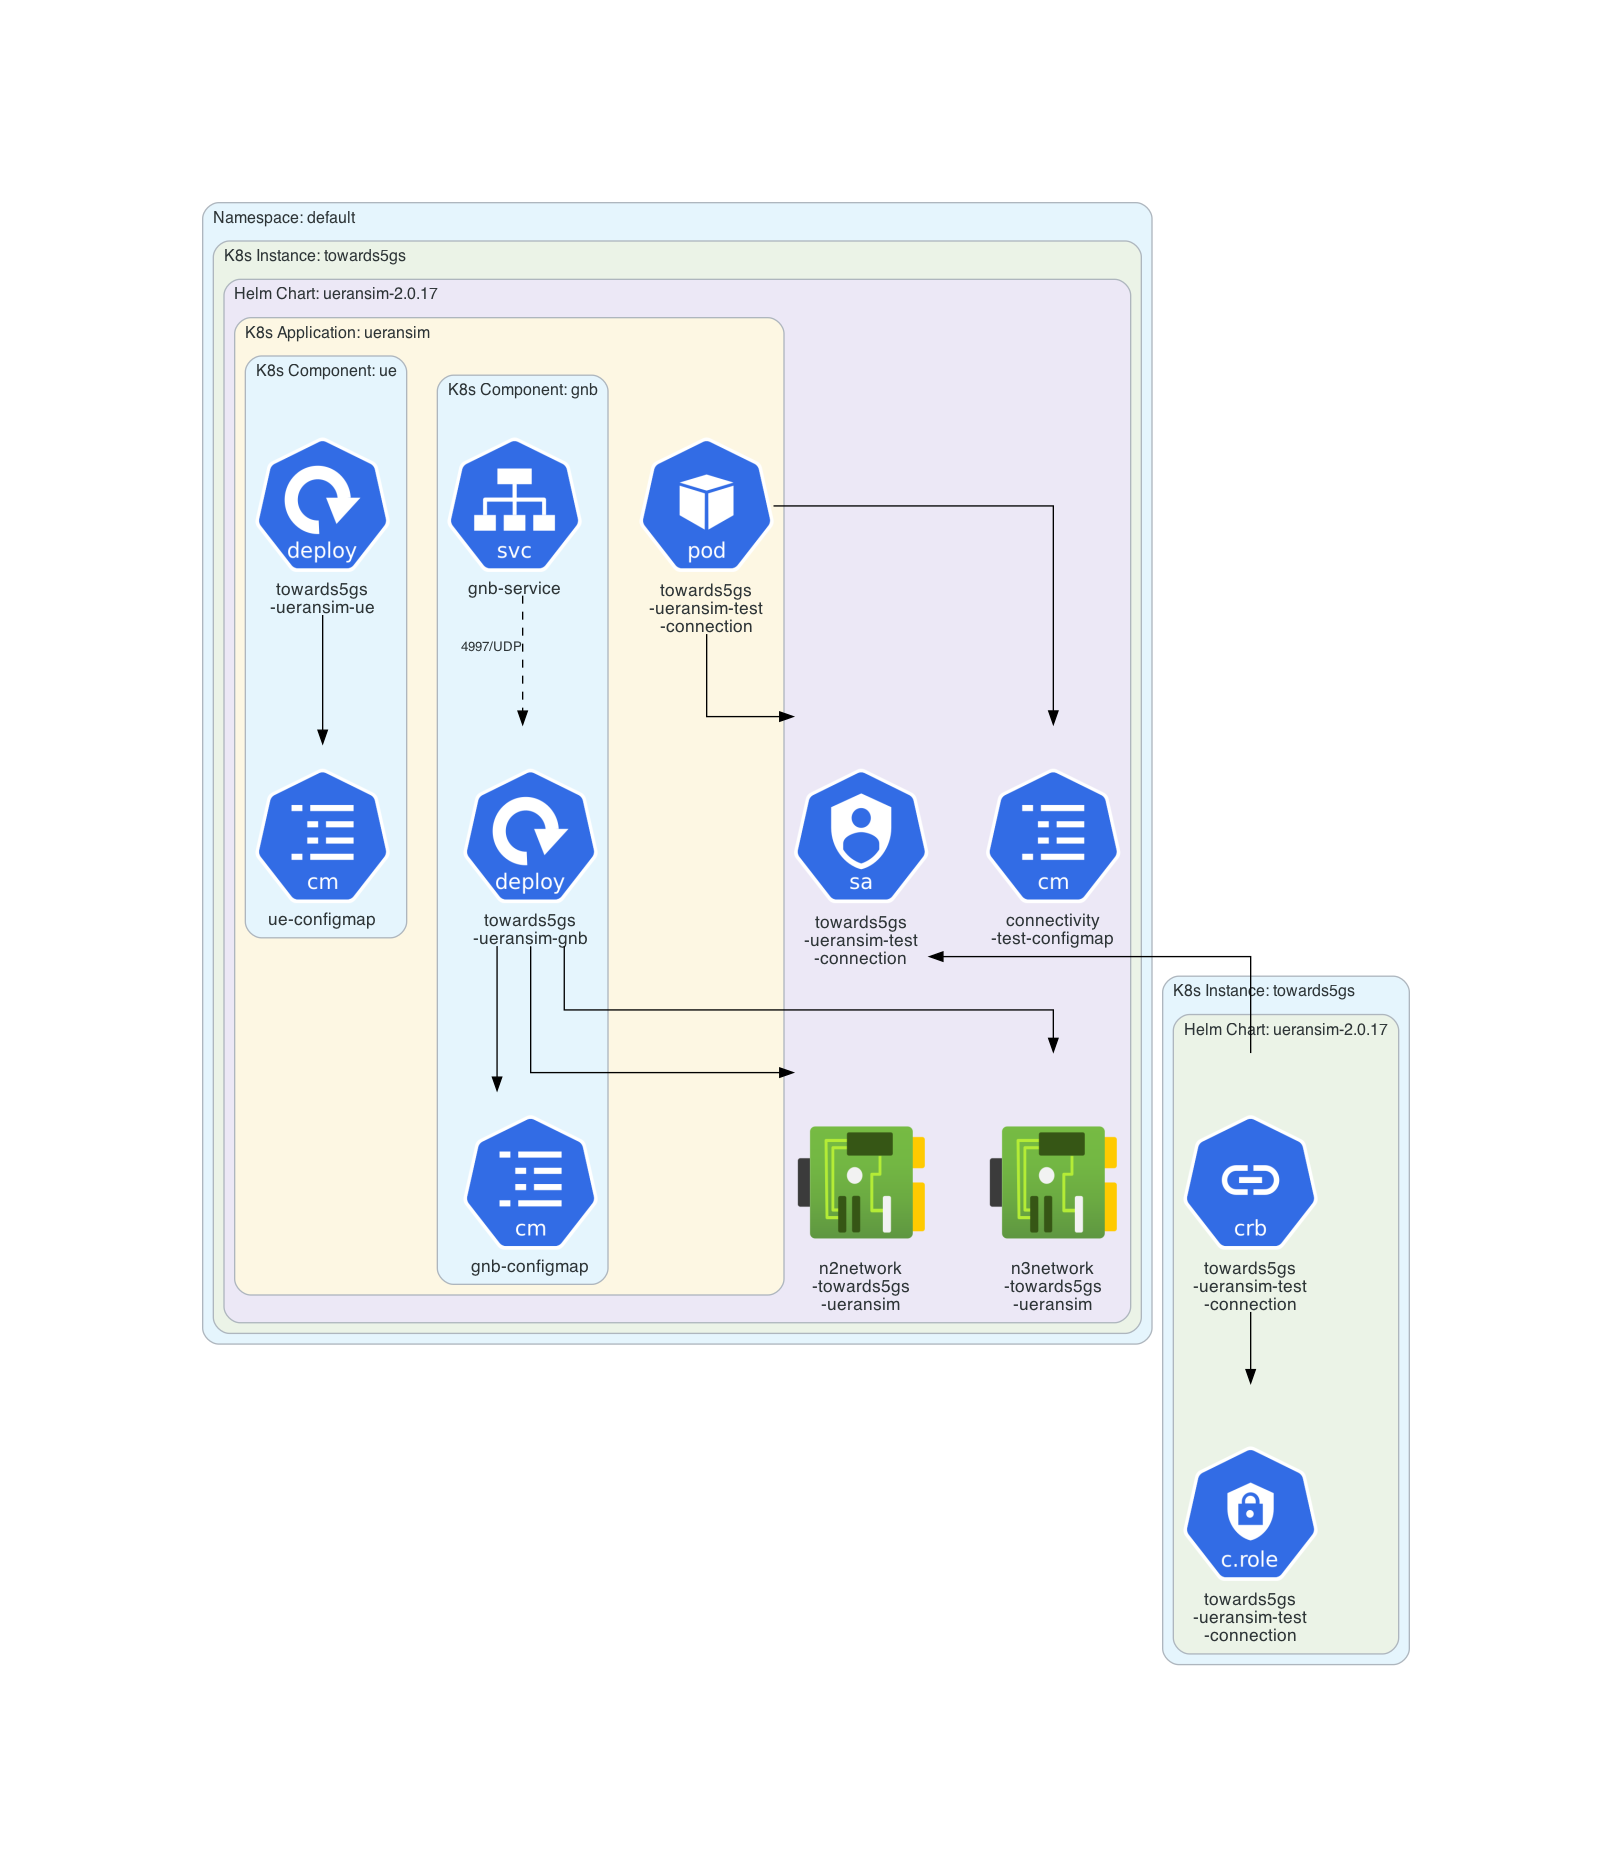 Namespace: default
K8s Instance: towards5gs
Helm Chart: ueransim-2.0.17
K8s Application: ueransim
K8s Component: ue
K8s Component: gnb
deploy
towards5gs
-ueransim-ue
svc
gnb-service
pod
towards5gs
-ueransim-test
-connection
4997/UDP
cm
ue-configmap
deploy
towards5gs
-ueransim-gnb
sa
towards5gs
-ueransim-test
-connection
cm
connectivity
-test-configmap
K8s Instance: towards5gs
Helm Chart: ueransim-2.0.17
cm
gnb-configmap
n2network
-towards5gs
-ueransim
n3network
-towards5gs
-ueransim
crb
towards5gs
-ueransim-test
-connection
c.role
towards5gs
-ueransim-test
-connection